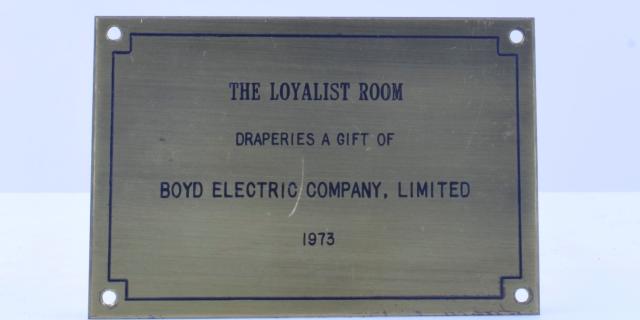 THE LOYALIST ROOM
DRAPERIES A GIFT OF
BOYD ELECTRIC COMPANY, LIMITED
1973